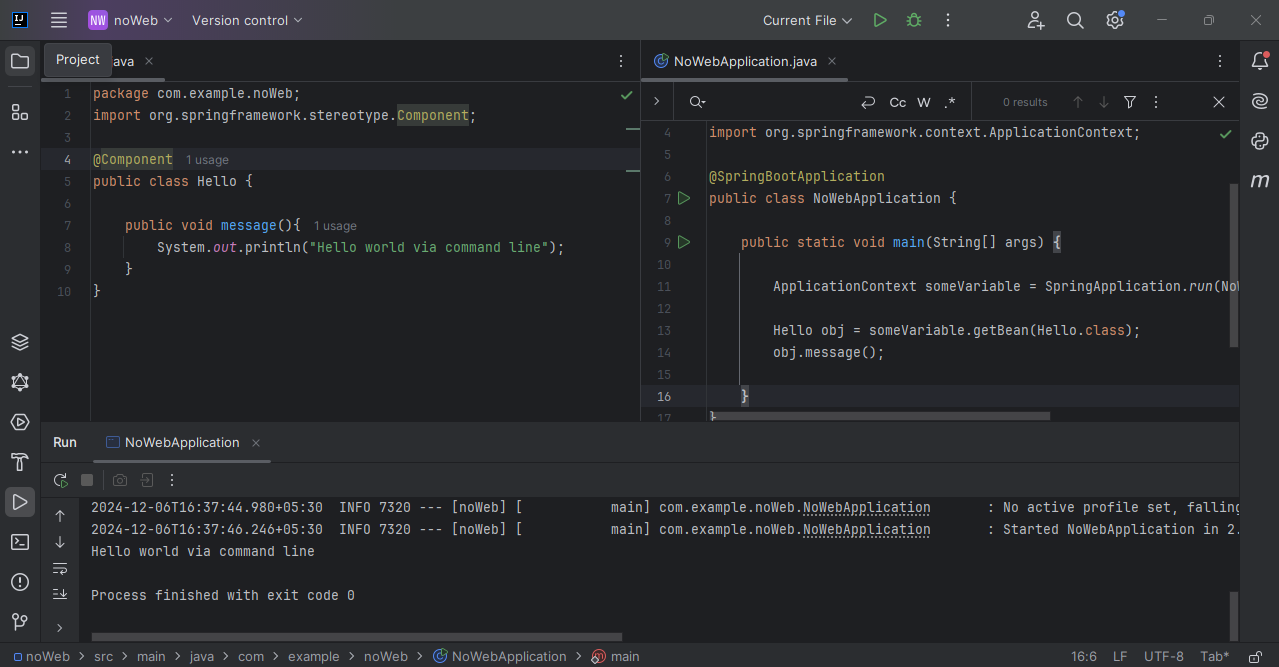 NW noWeb Version control Current File
Project ava
NoWebApplication.java
1 package com.example.noWeb;
2 import org.springframework.stereotype.Component;
3
4 @Component 1 usage
5 public class Hello {
6
7 public void message(){ 1 usage
8 System.out.println("Hello world via command line");
9 }
10 }
Cc W .* 0 results
4 import org.springframework.context.ApplicationContext;
5
6 @SpringBootApplication
7 public class NoWebApplication {
8
9 public static void main(String[] args) {
10
11 ApplicationContext someVariable = SpringApplication.run(No
12
13 Hello obj = someVariable.getBean(Hello.class);
14 obj.message();
15
16 }
17 }
Run NoWebApplication
2024-12-06T16:37:44.980+05:30 INFO 7320 --- [noWeb] [ main] com.example.noWeb.NoWebApplication : No active profile set, falling
2024-12-06T16:37:46.246+05:30 INFO 7320 --- [noWeb] [ main] com.example.noWeb.NoWebApplication : Started NoWebApplication in 2.
Hello world via command line
Process finished with exit code 0
noWeb > src > main > java > com > example > noWeb > NoWebApplication > main 16:6 LF UTF-8 Tab*